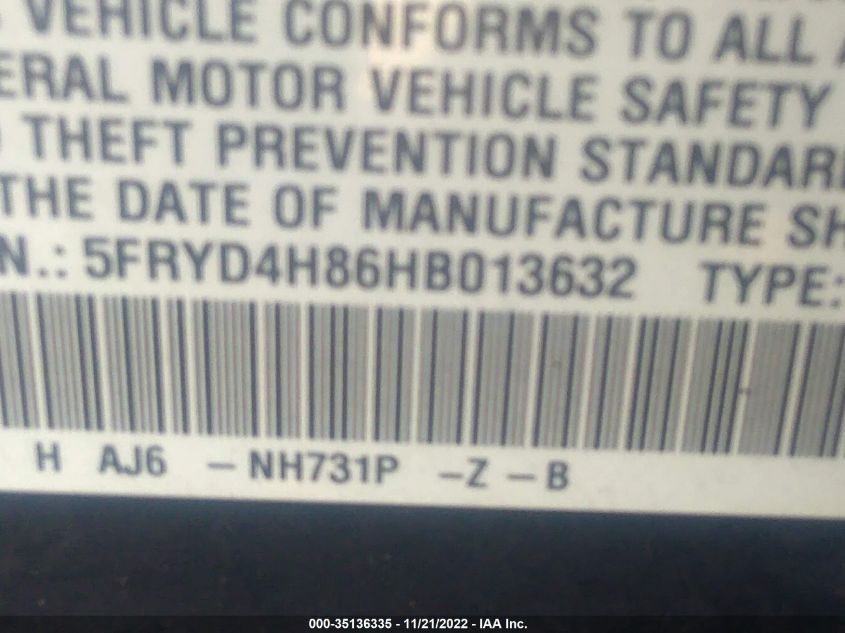 VEHICLE CONFORMS TO ALL
ERAL MOTOR VEHICLE SAFETY
THEFT PREVENTION STANDAR
THE DATE OF MANUFACTURE SH
N.: 5FRYD4H86HB013632 TYPE:
H AJ6 - NH731P -Z - B
000-35136335 - 11/21/2022 - IAA Inc.